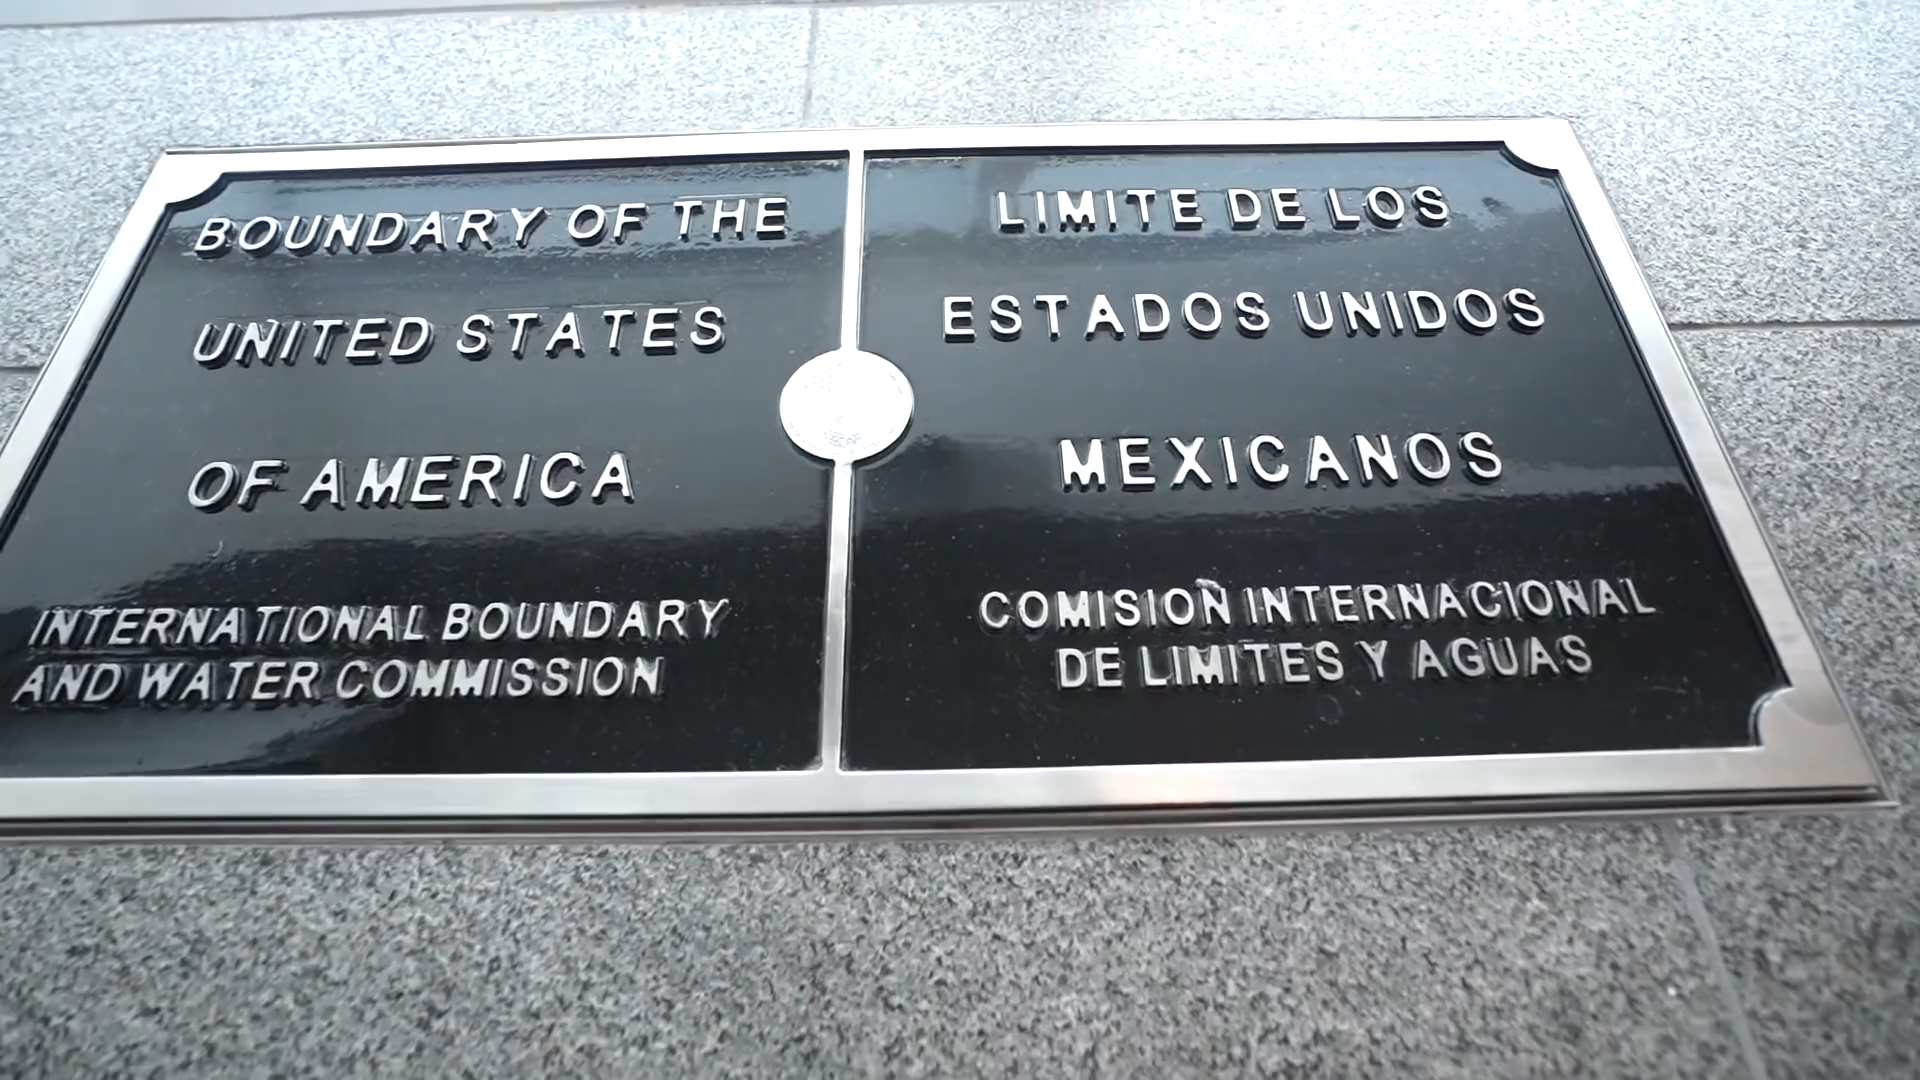 BOUNDARY OF THE
UNITED STATES
OF AMERICA
INTERNATIONAL BOUNDARY
AND WATER COMMISSION
LIMITE DE LOS
ESTADOS UNIDOS
MEXICANOS
COMISIÓN INTERNACIONAL
DE LIMITES Y AGUAS